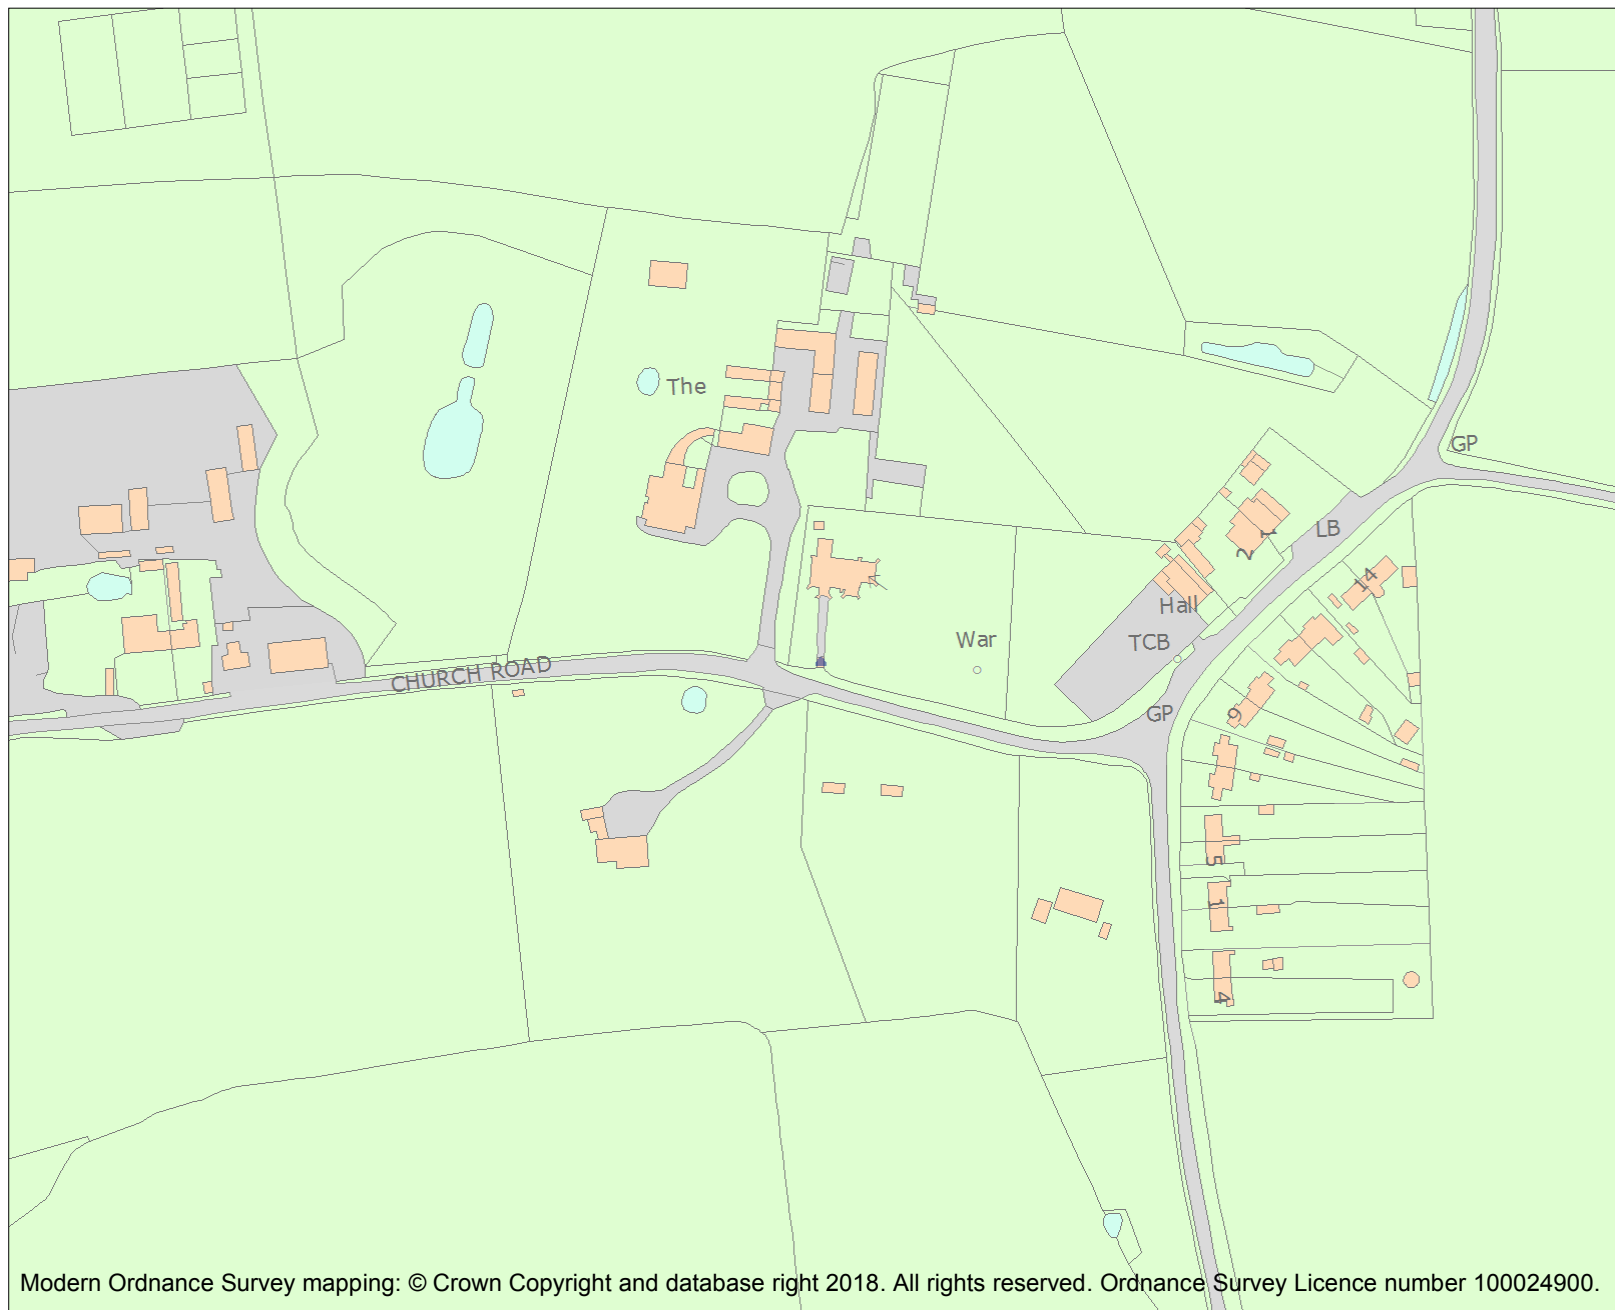 The
GP
LB
1
2
14
Hall
War
TCB
CHURCH ROAD
GP
9
5
1
4
Modern Ordnance Survey mapping: © Crown Copyright and database right 2018. All rights reserved. Ordnance Survey Licence number 100024900.